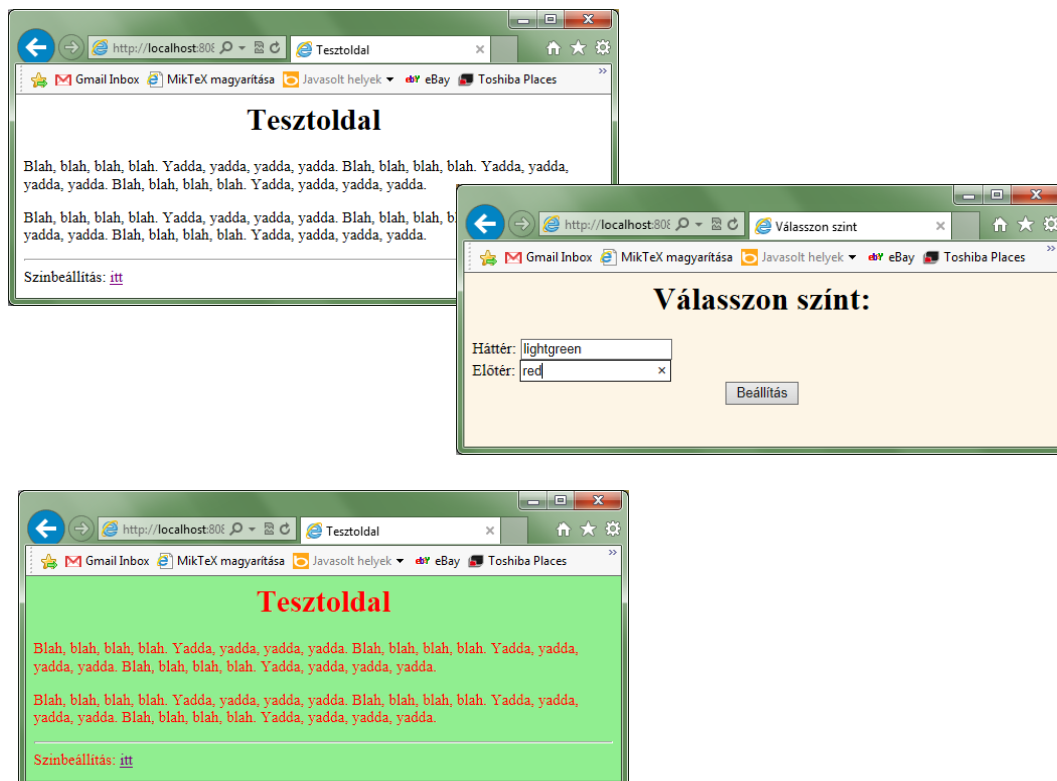 http://localhost:808
Tesztoldal
Gmail Inbox MikTeX magyarítása Javasolt helyek eBay Toshiba Places
Tesztoldal
Blah, blah, blah, blah. Yadda, yadda, yadda, yadda. Blah, blah, blah, blah. Yadda, yadda,
yadda, yadda. Blah, blah, blah, blah. Yadda, yadda, yadda, yadda.
Blah, blah, blah, blah. Yadda, yadda, yadda, yadda. Blah, blah, blah,
yadda, yadda. Blah, blah, blah, blah. Yadda, yadda, yadda, yadda.
Szinbeállítás: itt
http://localhost:808
Válasszon szint
Gmail Inbox MikTeX magyarítása Javasolt helyek eBay Toshiba Places
Válasszon színt:
Háttér: lightgreen
Előtér: red
Beállítás
http://localhost:808
Tesztoldal
Gmail Inbox MikTeX magyarítása Javasolt helyek eBay Toshiba Places
Tesztoldal
Blah, blah, blah, blah. Yadda, yadda, yadda, yadda. Blah, blah, blah, blah. Yadda, yadda,
yadda, yadda. Blah, blah, blah, blah. Yadda, yadda, yadda, yadda.
Blah, blah, blah, blah. Yadda, yadda, yadda, yadda. Blah, blah, blah, blah. Yadda, yadda,
yadda, yadda. Blah, blah, blah, blah. Yadda, yadda, yadda, yadda.
Szinbeállítás: itt